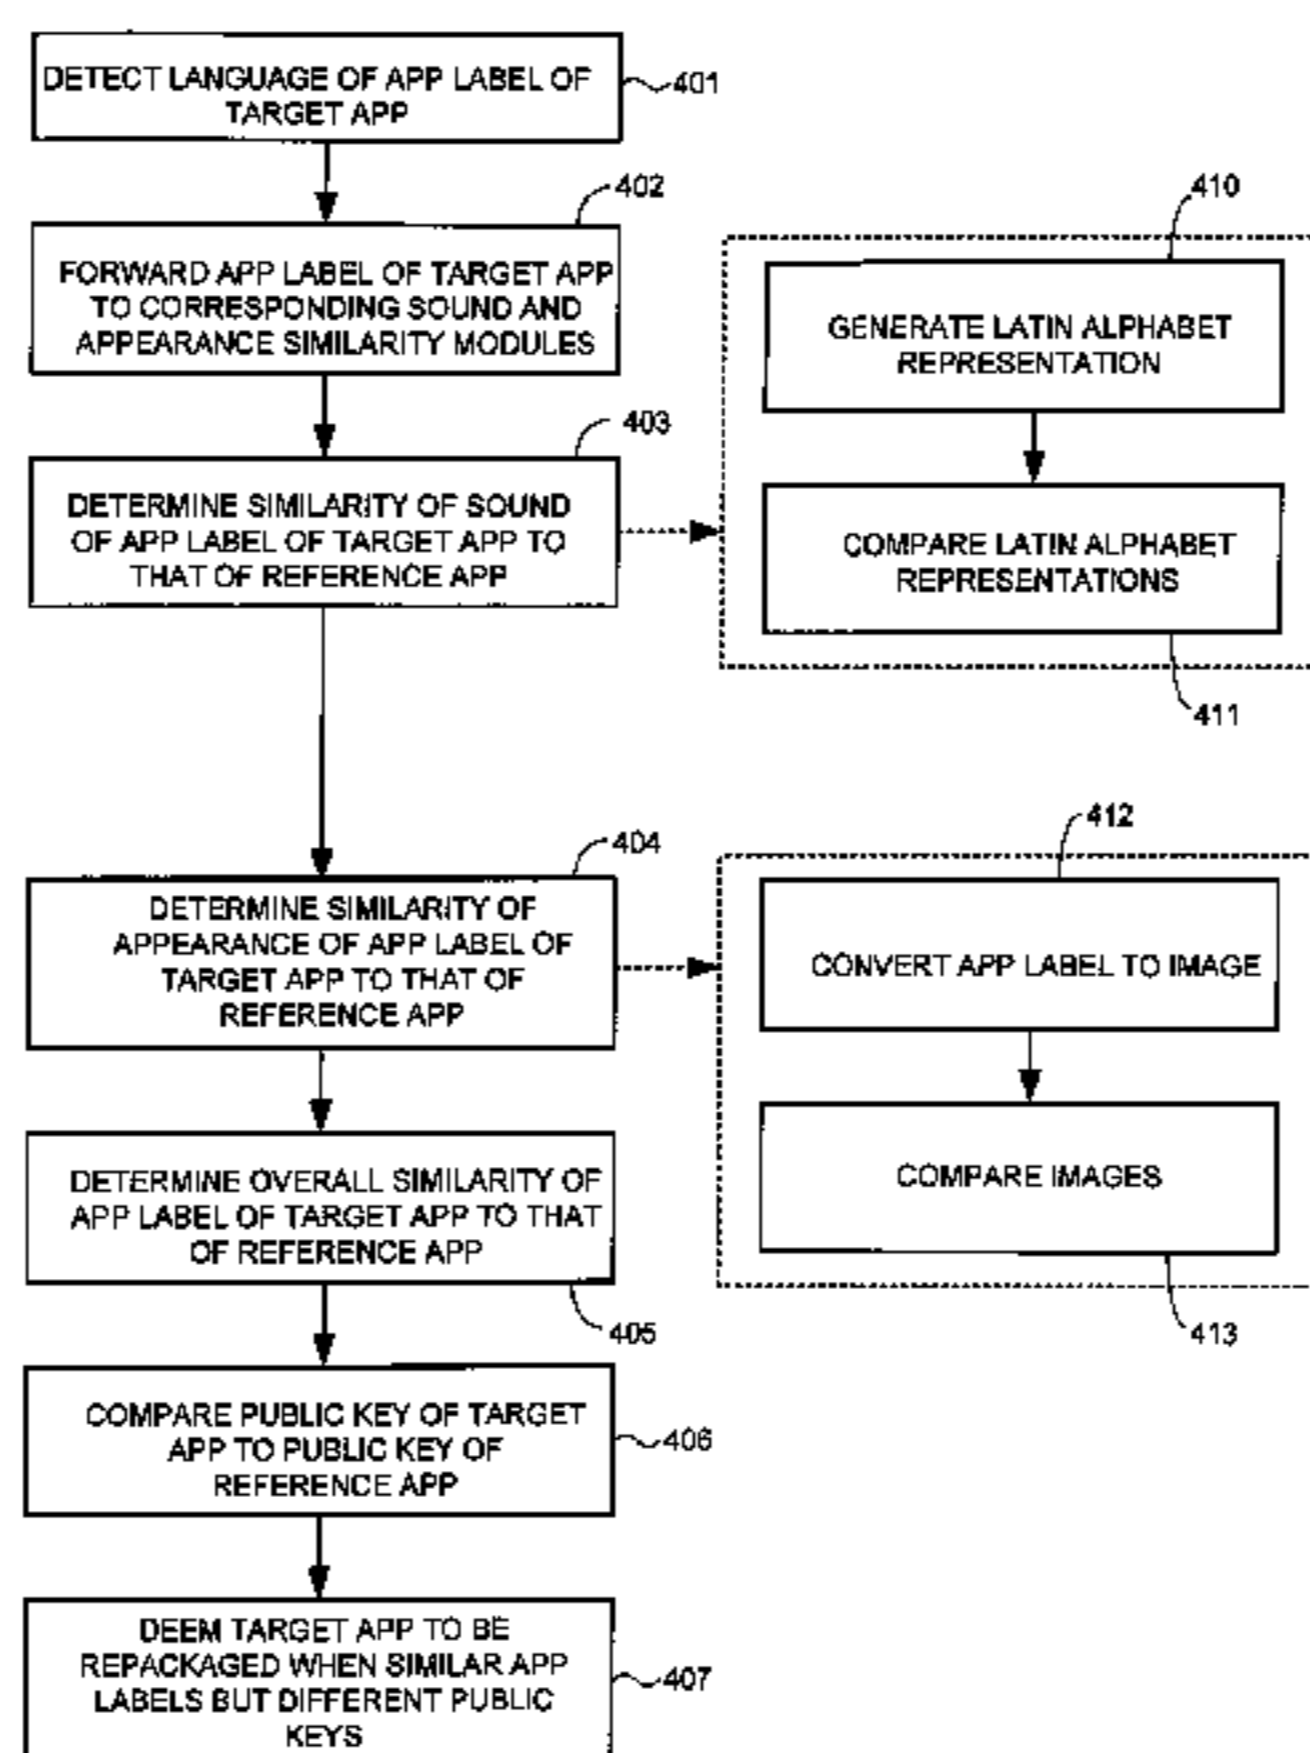 DETECT LANGUAGE OF APP LABEL OF
TARGET APP
401
402
FORWARD APP LABEL OF TARGET APP
TO CORRESPONDING SOUND AND
APPEARANCE SIMILARITY MODULES
403
DETERMINE SIMILARITY OF SOUND
OF APP LABEL OF TARGET APP TO
THAT OF REFERENCE APP
410
GENERATE LATIN ALPHABET
REPRESENTATION
COMPARE LATIN ALPHABET
REPRESENTATIONS
411
404
DETERMINE SIMILARITY OF
APPEARANCE OF APP LABEL OF
TARGET APP TO THAT OF
REFERENCE APP
412
CONVERT APP LABEL TO IMAGE
COMPARE IMAGES
413
DETERMINE OVERALL SIMILARITY OF
APP LABEL OF TARGET APP TO THAT
OF REFERENCE APP
405
COMPARE PUBLIC KEY OF TARGET
APP TO PUBLIC KEY OF
REFERENCE APP
406
DEEM TARGET APP TO BE
REPACKAGED WHEN SIMILAR APP
LABELS BUT DIFFERENT PUBLIC
KEYS
407